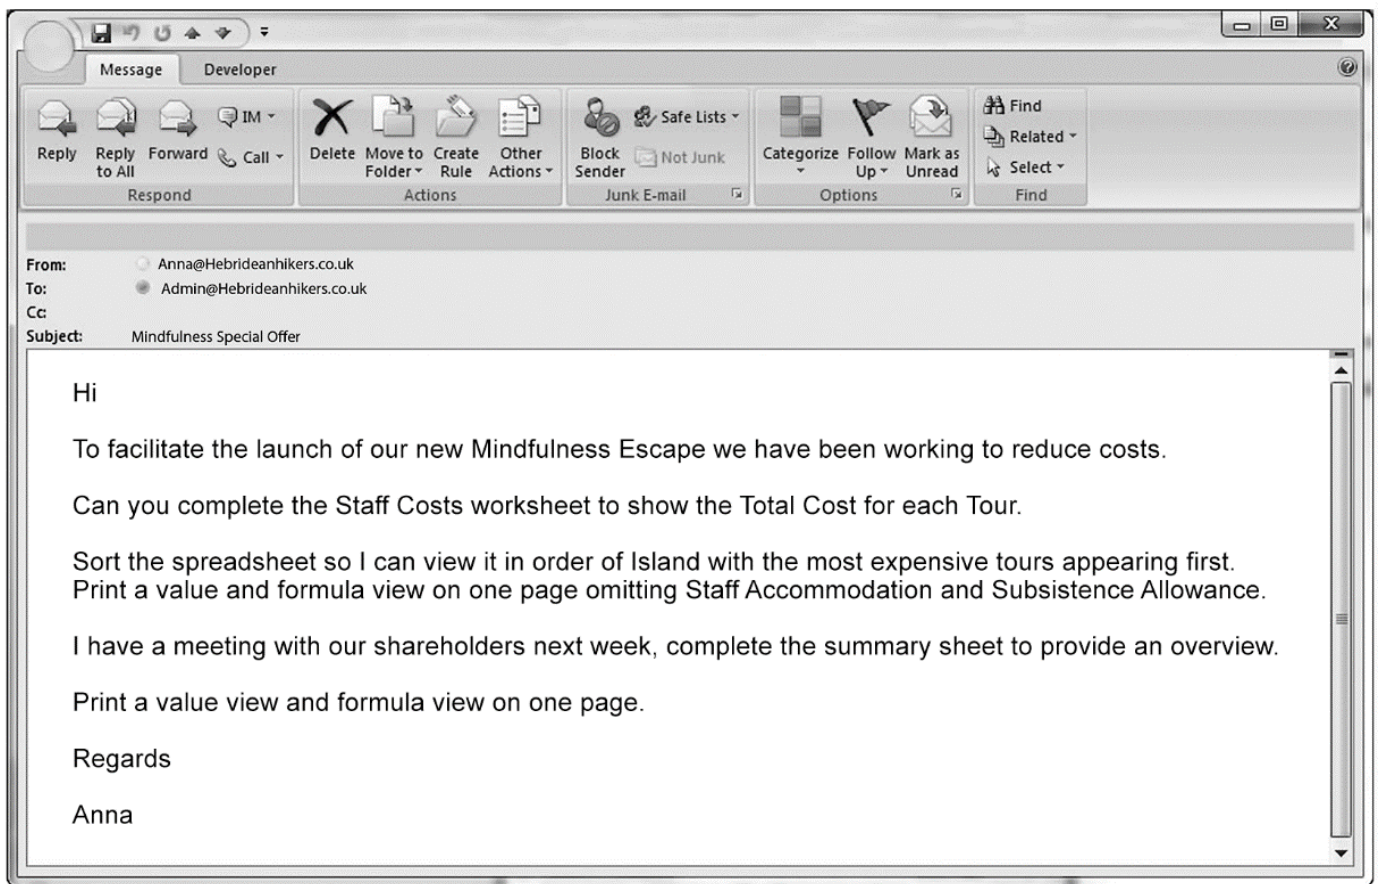 Message Developer
Reply
Reply to All
Forward
IM
Call
Respond
Delete
Move to Folder
Create Rule
Other Actions
Actions
Block Sender
Safe Lists
Not Junk
Junk E-mail
Categorize
Follow Up
Mark as Unread
Options
Find
Related
Select
Find
From: Anna@Hebrideanhikers.co.uk
To: Admin@Hebrideanhikers.co.uk
Cc:
Subject: Mindfulness Special Offer
Hi
To facilitate the launch of our new Mindfulness Escape we have been working to reduce costs.
Can you complete the Staff Costs worksheet to show the Total Cost for each Tour.
Sort the spreadsheet so I can view it in order of Island with the most expensive tours appearing first.
Print a value and formula view on one page omitting Staff Accommodation and Subsistence Allowance.
I have a meeting with our shareholders next week, complete the summary sheet to provide an overview.
Print a value view and formula view on one page.
Regards
Anna